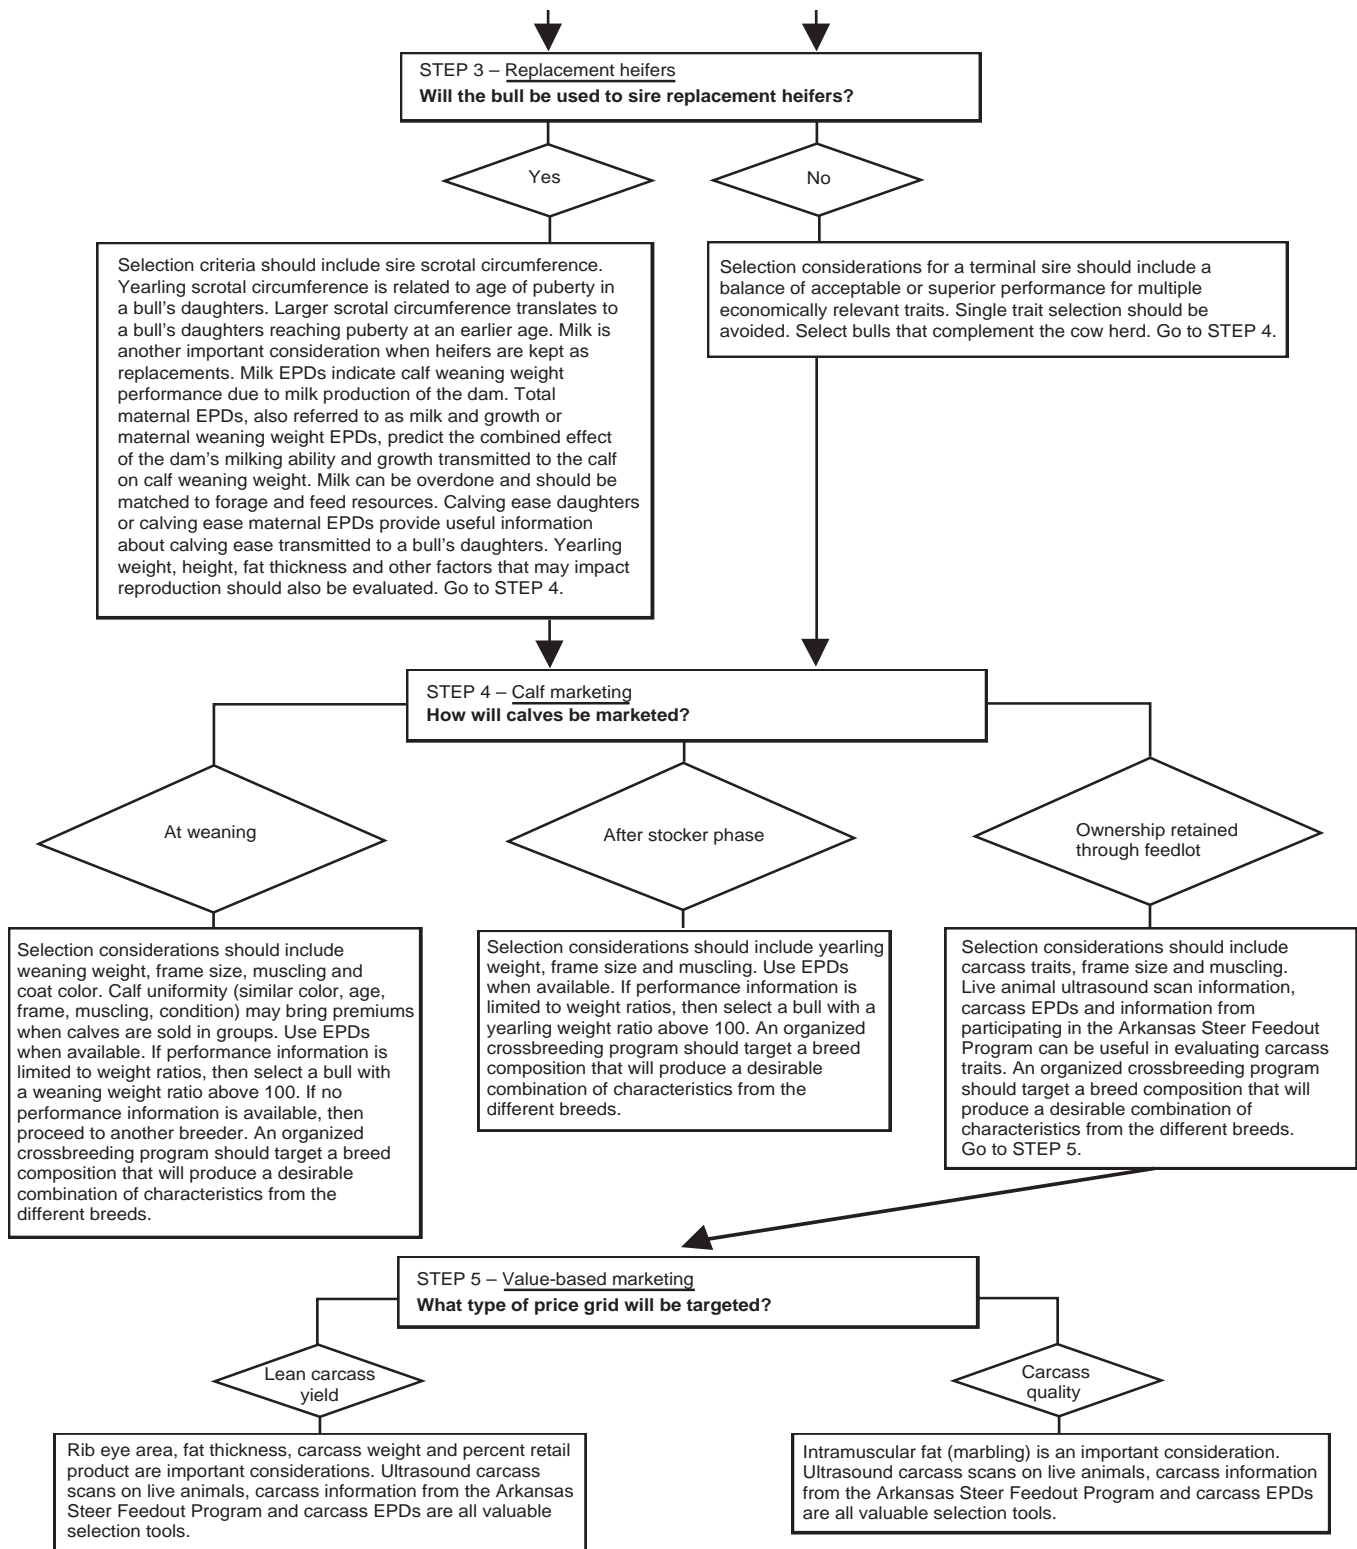 STEP 3 – Replacement heifers
Will the bull be used to sire replacement heifers?
Yes
No
Selection criteria should include sire scrotal circumference.
Yearling scrotal circumference is related to age of puberty in
a bull's daughters. Larger scrotal circumference translates to
a bull's daughters reaching puberty at an earlier age. Milk is
another important consideration when heifers are kept as
replacements. Milk EPDs indicate calf weaning weight
performance due to milk production of the dam. Total
maternal EPDs, also referred to as milk and growth or
maternal weaning weight EPDs, predict the combined effect
of the dam's milking ability and growth transmitted to the calf
on calf weaning weight. Milk can be overdone and should be
matched to forage and feed resources. Calving ease daughters
or calving ease maternal EPDs provide useful information
about calving ease transmitted to a bull's daughters. Yearling
weight, height, fat thickness and other factors that may impact
reproduction should also be evaluated. Go to STEP 4.
Selection considerations for a terminal sire should include a
balance of acceptable or superior performance for multiple
economically relevant traits. Single trait selection should be
avoided. Select bulls that complement the cow herd. Go to STEP 4.
STEP 4 – Calf marketing
How will calves be marketed?
At weaning
After stocker phase
Ownership retained
through feedlot
Selection considerations should include
weaning weight, frame size, muscling and
coat color. Calf uniformity (similar color, age,
frame, muscling, condition) may bring premiums
when calves are sold in groups. Use EPDs
when available. If performance information is
limited to weight ratios, then select a bull with
a weaning weight ratio above 100. If no
performance information is available, then
proceed to another breeder. An organized
crossbreeding program should target a breed
composition that will produce a desirable
combination of characteristics from the
different breeds.
Selection considerations should include yearling
weight, frame size and muscling. Use EPDs
when available. If performance information is
limited to weight ratios, then select a bull with a
yearling weight ratio above 100. An organized
crossbreeding program should target a breed
composition that will produce a desirable
combination of characteristics from the
different breeds.
Selection considerations should include
carcass traits, frame size and muscling.
Live animal ultrasound scan information,
carcass EPDs and information from
participating in the Arkansas Steer Feedout
Program can be useful in evaluating carcass
traits. An organized crossbreeding program
should target a breed composition that will
produce a desirable combination of
characteristics from the different breeds.
Go to STEP 5.
STEP 5 – Value-based marketing
What type of price grid will be targeted?
Lean carcass
yield
Carcass
quality
Rib eye area, fat thickness, carcass weight and percent retail
product are important considerations. Ultrasound carcass
scans on live animals, carcass information from the Arkansas
Steer Feedout Program and carcass EPDs are all valuable
selection tools.
Intramuscular fat (marbling) is an important consideration.
Ultrasound carcass scans on live animals, carcass information
from the Arkansas Steer Feedout Program and carcass EPDs
are all valuable selection tools.